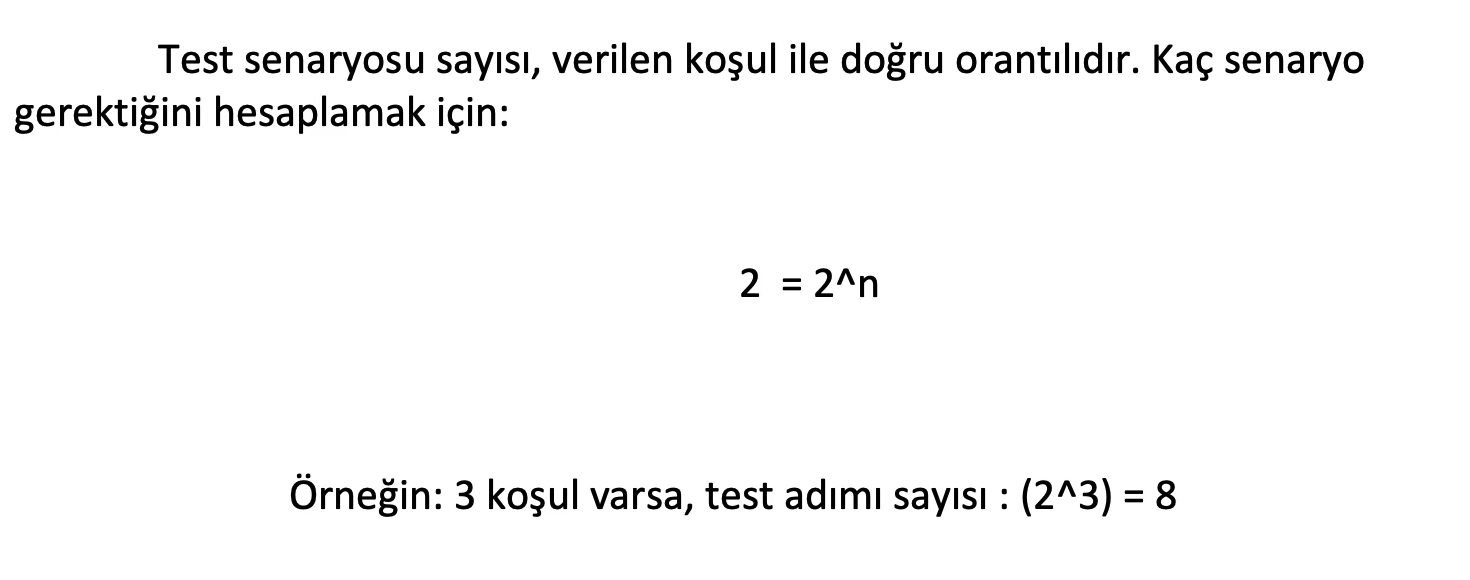 Test senaryosu sayısı, verilen koşul ile doğru orantılıdır. Kaç senaryo
gerektiğini hesaplamak için:
2 = 2^n
Örneğin: 3 koşul varsa, test adımı sayısı : (2^3) = 8